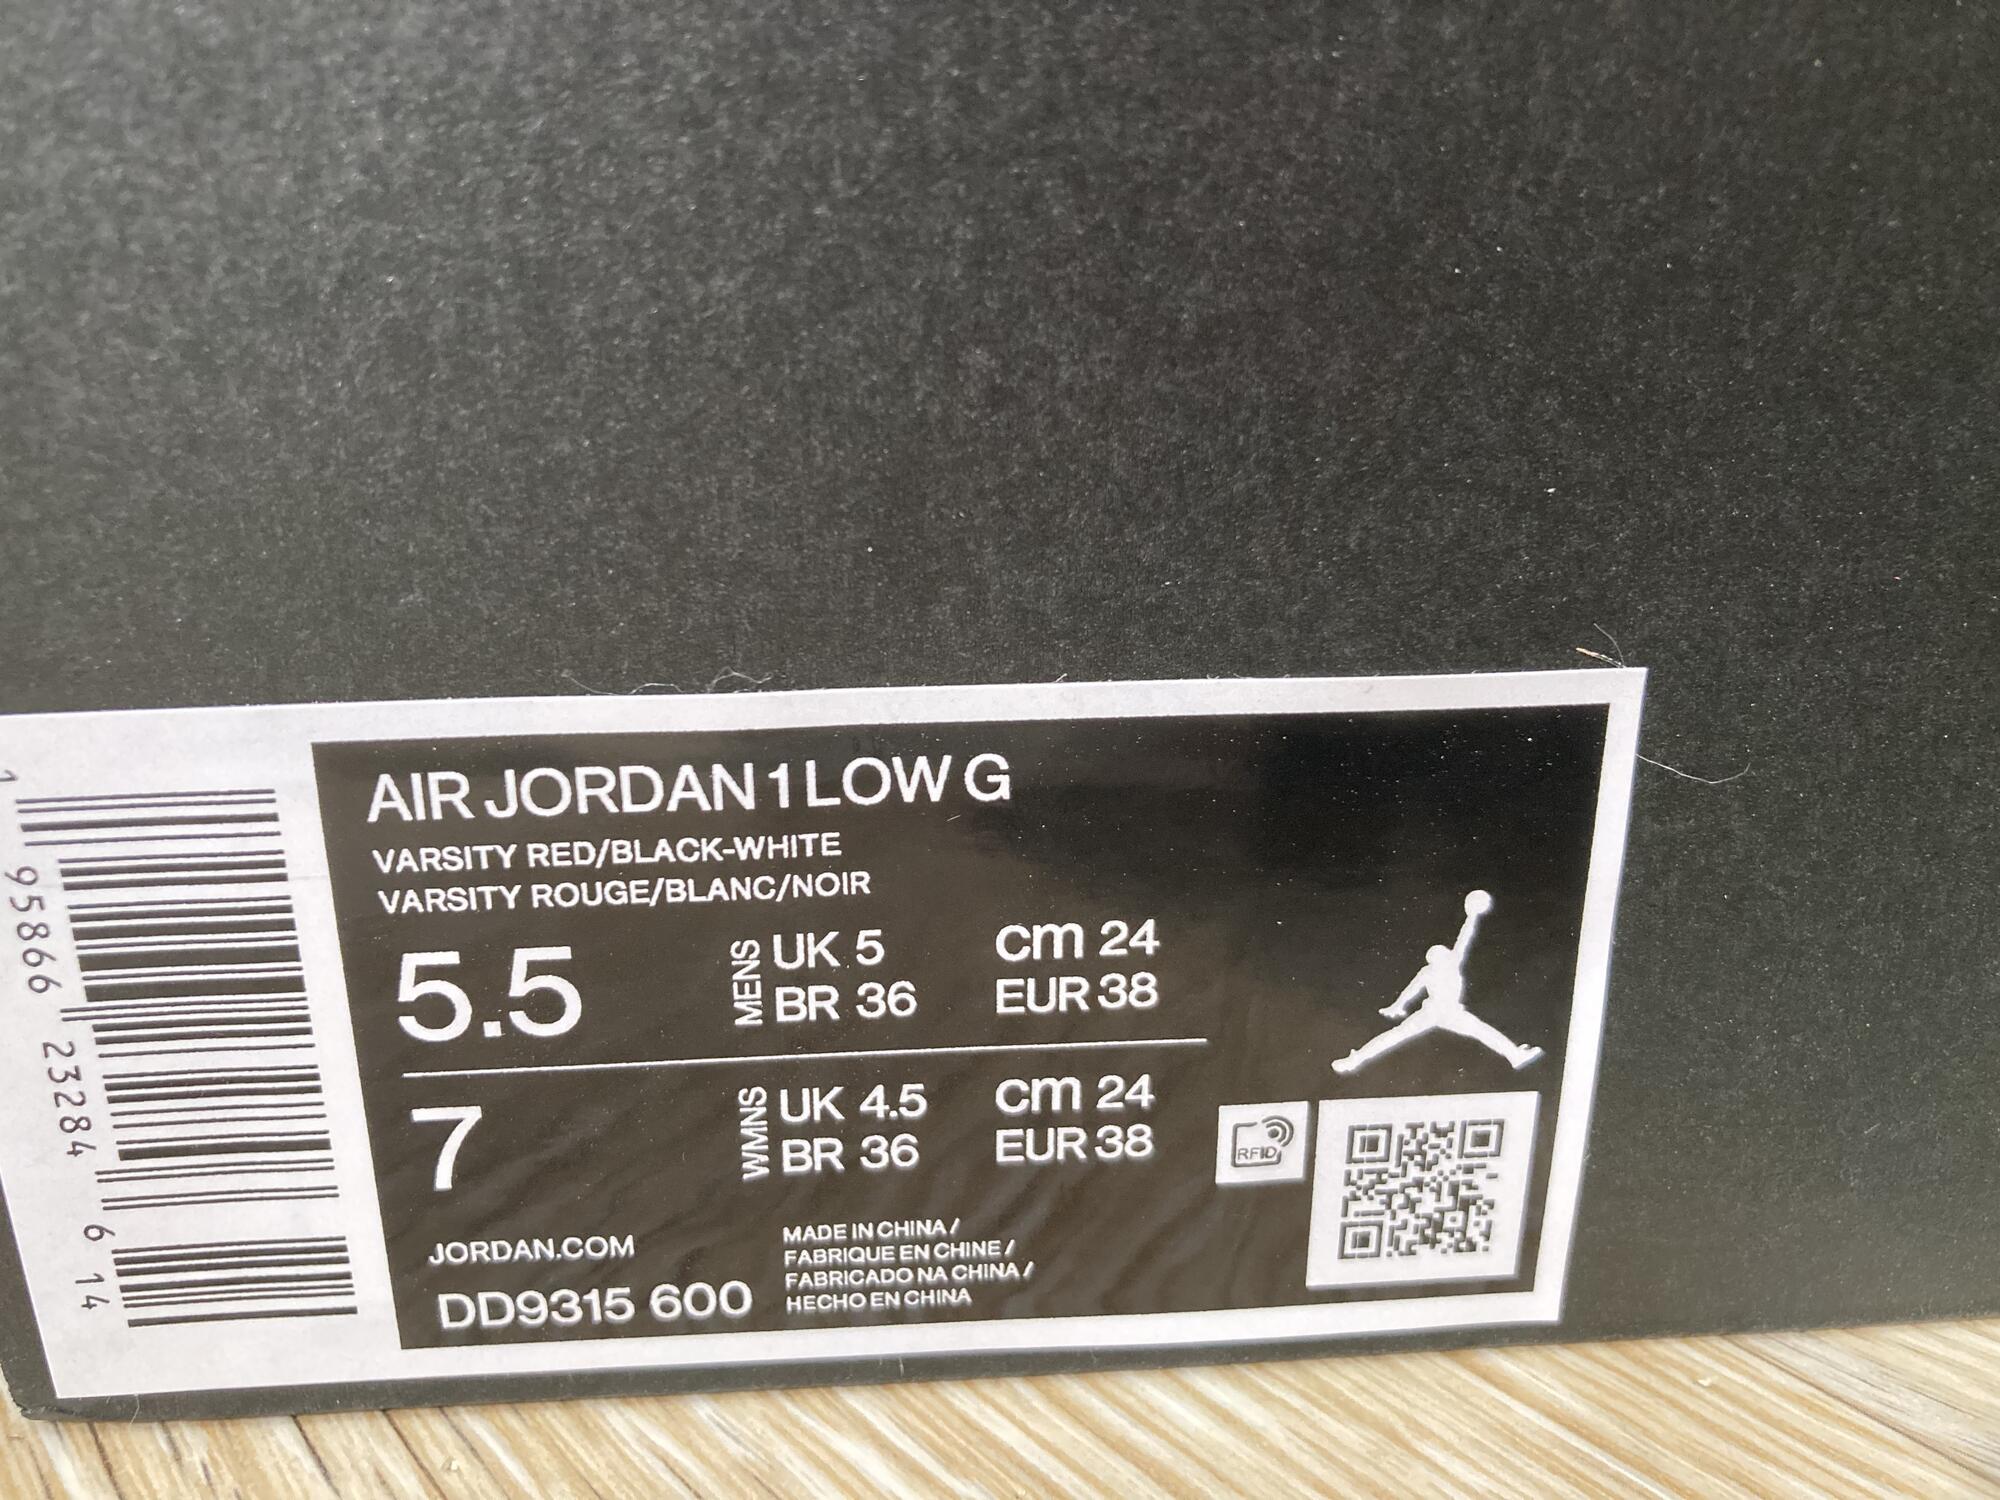 AIR JORDAN 1 LOW G
VARSITY RED/BLACK-WHITE
VARSITY ROUGE/BLANC/NOIR
5.5
MENS
UK 5
cm 24
BR 36
EUR 38
7
WMNS
UK 4.5
cm 24
BR 36
EUR 38
RFID
JORDAN.COM
DD9315 600
MADE IN CHINA /
FABRIQUE EN CHINE /
FABRICADO NA CHINA /
HECHO EN CHINA
1 95866 23284 6 14